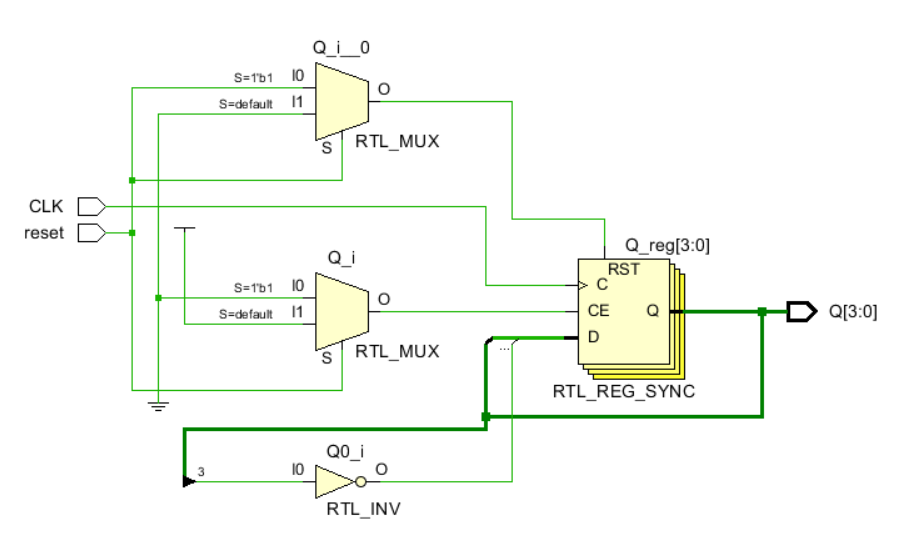 Q_i__0
S=1'b1 I0
S=default I1
O
S
RTL_MUX
CLK
reset
Q_i
S=1'b1 I0
S=default I1
O
S
RTL_MUX
Q_reg[3:0]
RST
C
CE
Q
D
RTL_REG_SYNC
Q[3:0]
...
3
Q0_i
I0
O
RTL_INV